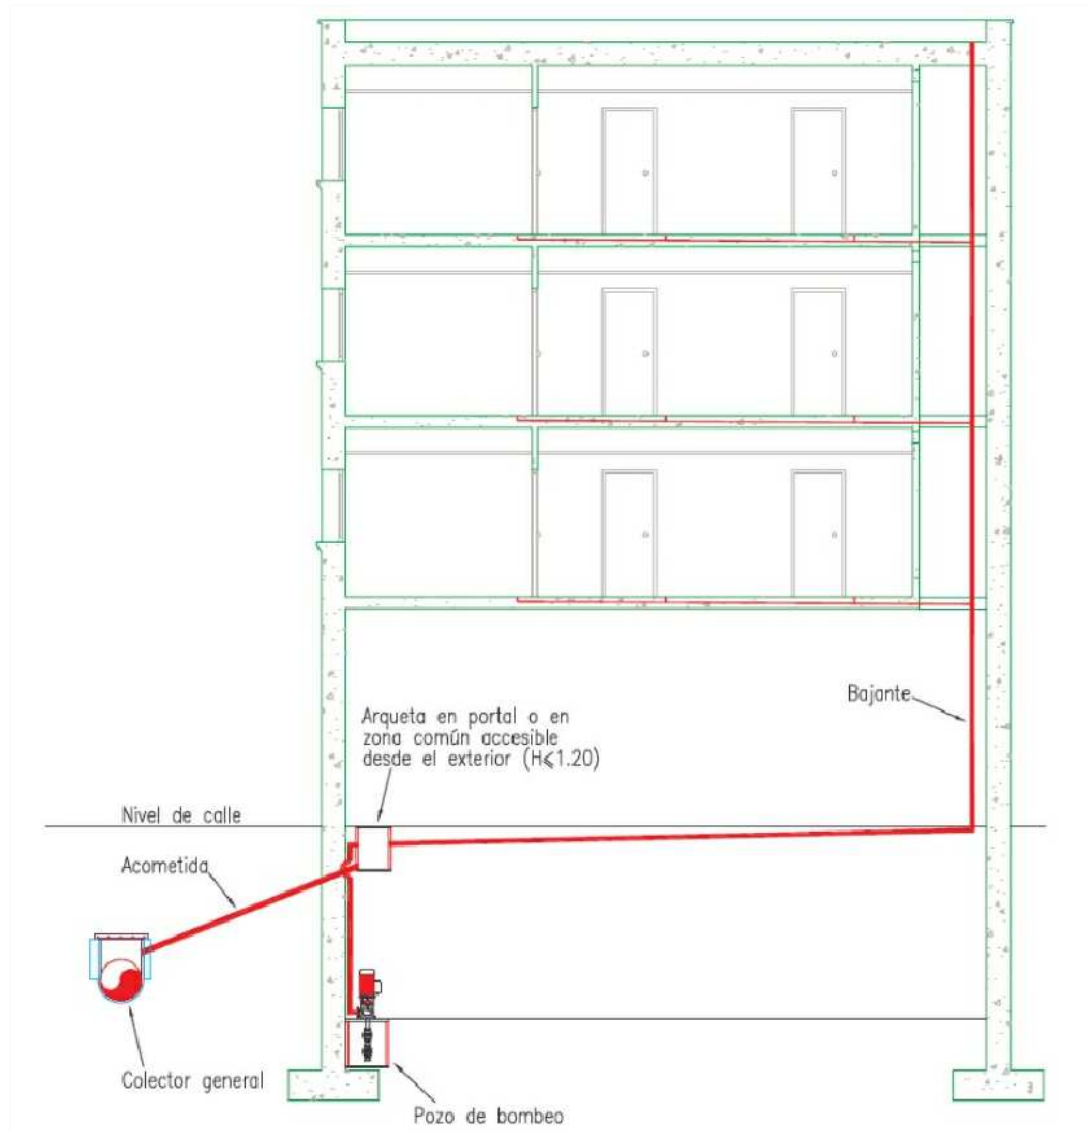 Bajante
Arqueta en portal o en
zona común accesible
desde el exterior (H⩽1.20)
Nivel de calle
Acometida
Colector general
Pozo de bombeo